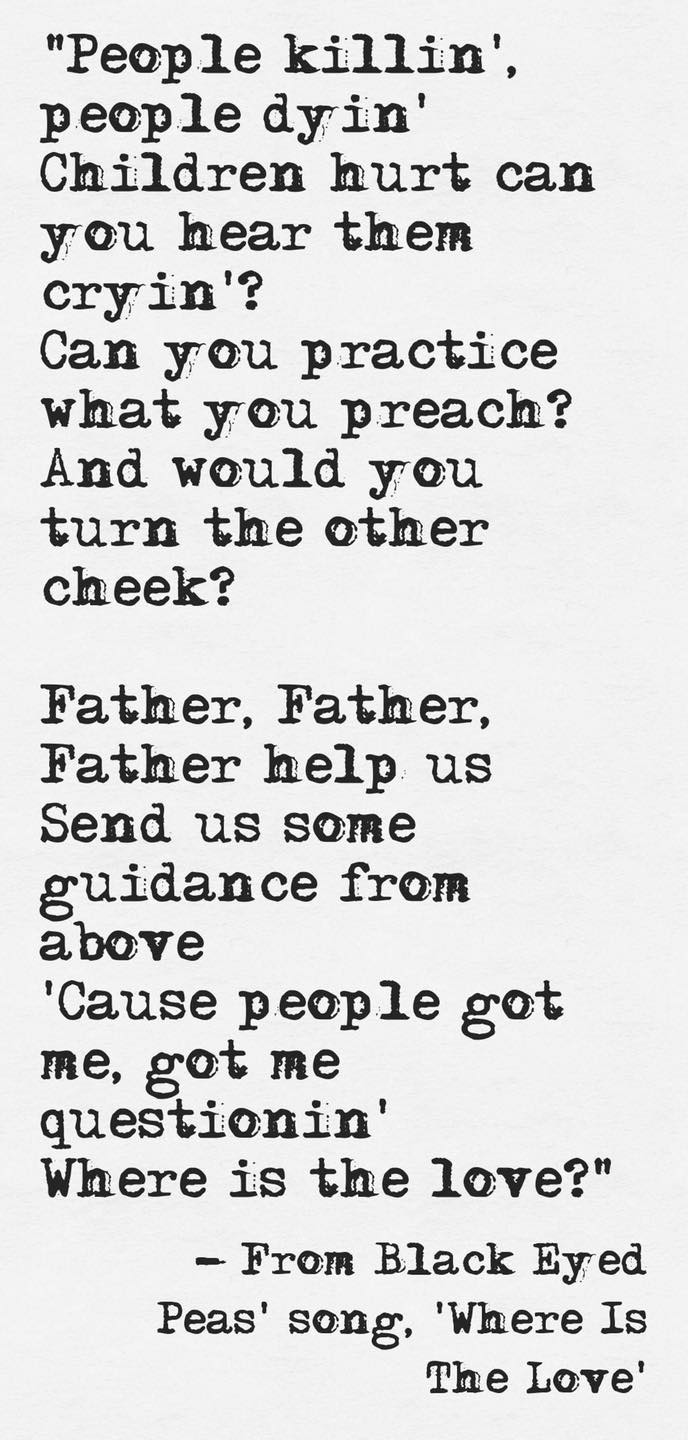 "People killin',
people dyin'
Children hurt can
you hear them
cryin'?
Can you practice
what you preach?
And would you
turn the other
cheek?
Father, Father,
Father help us
Send us some
guidance from
above
'Cause people got
me, got me
questionin'
Where is the love?"
– From Black Eyed
Peas' song, 'Where Is
The Love'